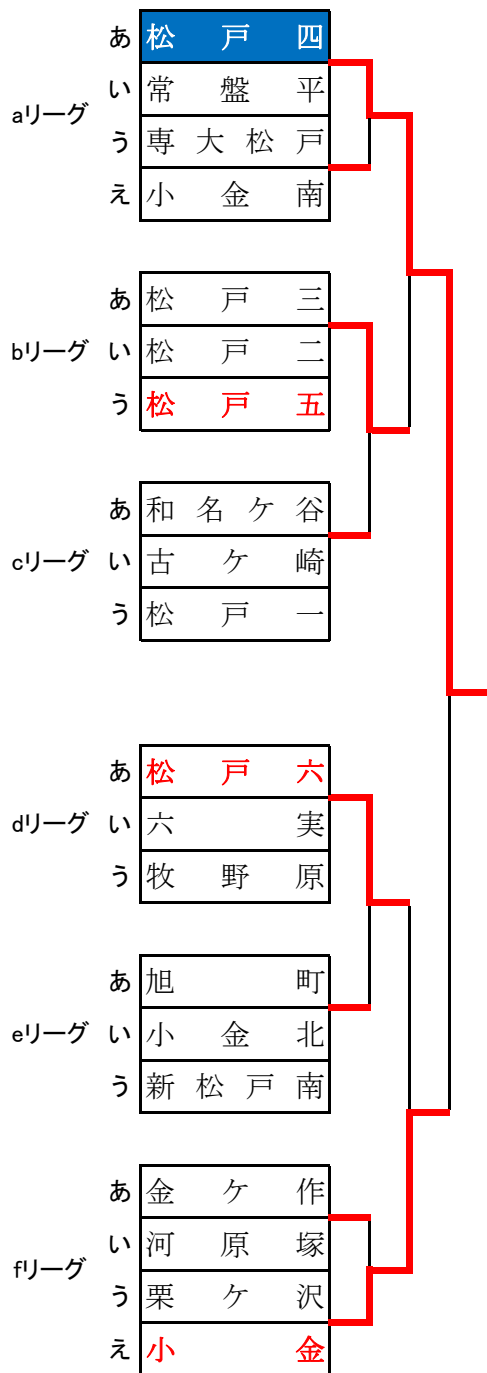 あ 松戸四
aリーグ い 常盤平
う 専大松戸
え 小金南
あ 松戸三
bリーグ い 松戸二
う 松戸五
あ 和名ケ谷
cリーグ い 古ケ崎
う 松戸一
あ 松戸六
dリーグ い 六実
う 牧野原
あ 旭町
eリーグ い 小金北
う 新松戸南
あ 金ケ作
fリーグ い 河原塚
う 栗ケ沢
え 小金